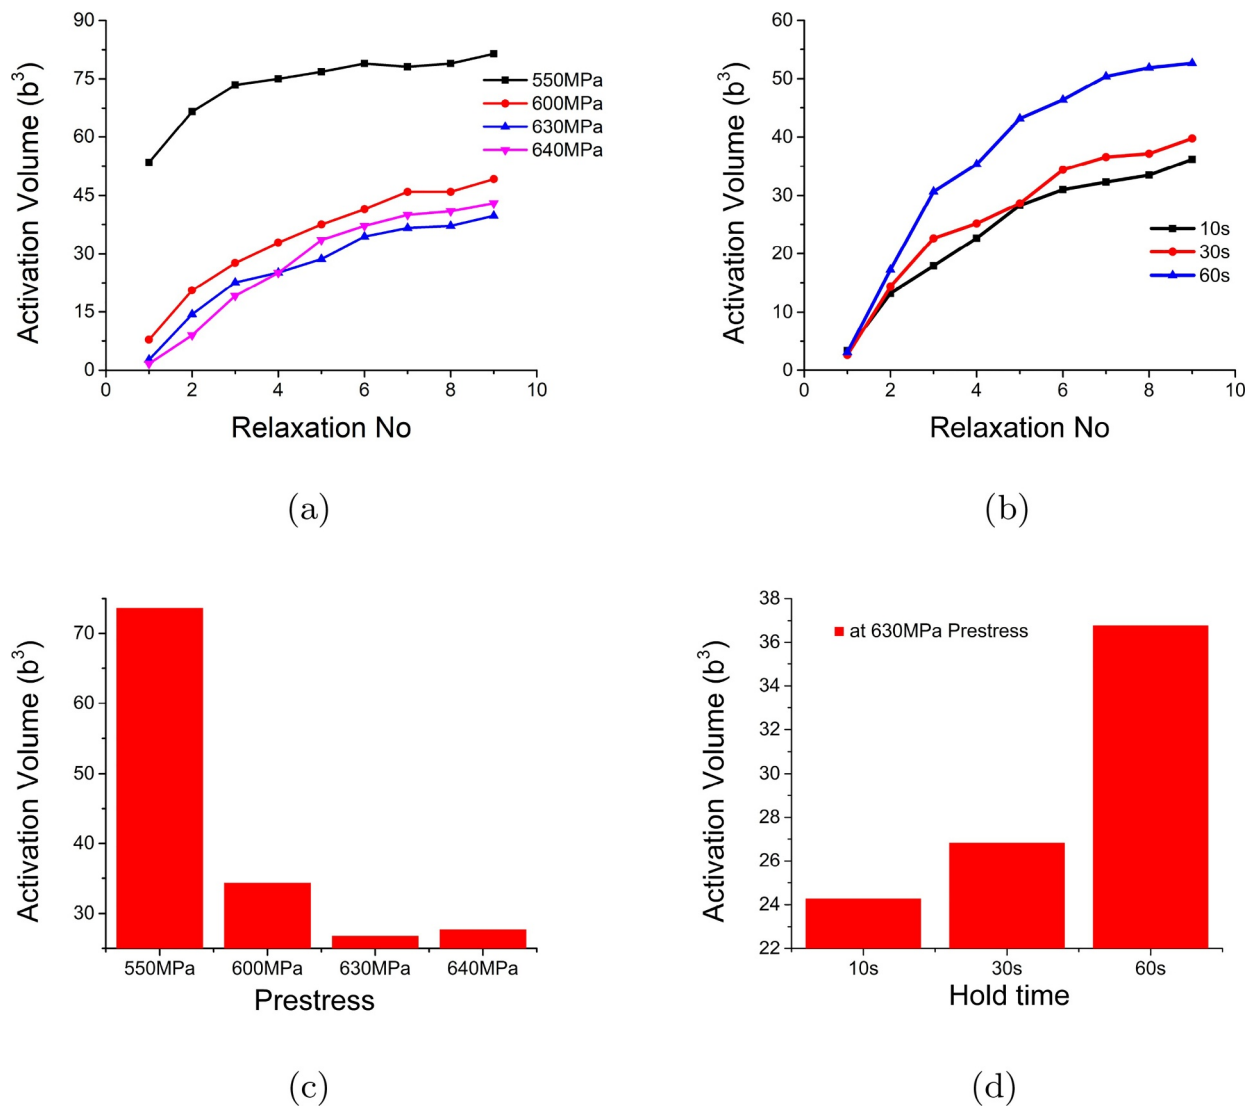 Activation Volume (b³)
90
75
60
45
30
15
0
550MPa
600MPa
630MPa
640MPa
0
2
4
6
8
10
Relaxation No
(a)
Activation Volume (b³)
60
50
40
30
20
10
0
10s
30s
60s
0
2
4
6
8
10
Relaxation No
(b)
Activation Volume (b³)
70
60
50
40
30
550MPa
600MPa
630MPa
640MPa
Prestress
(c)
Activation Volume (b³)
38
36
34
32
30
28
26
24
22
at 630MPa Prestress
10s
30s
60s
Hold time
(d)